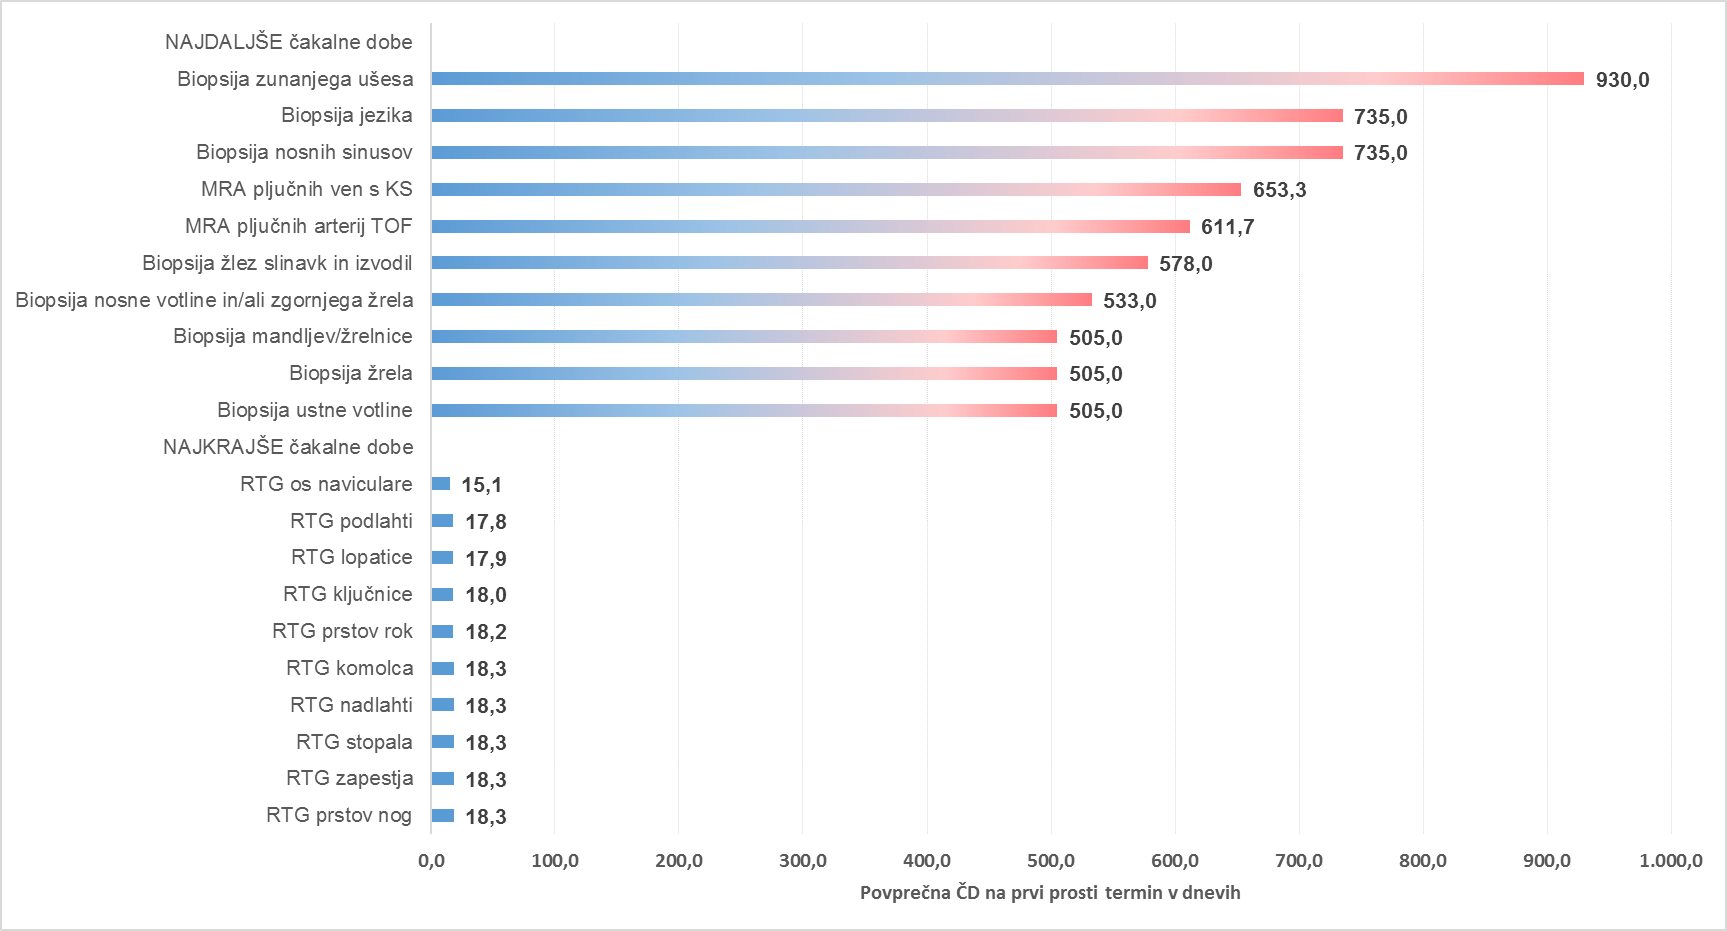 NAJDALJŠE čakalne dobe
Biopsija zunanjega ušesa 930,0
Biopsija jezika 735,0
Biopsija nosnih sinusov 735,0
MRA pljučnih ven s KS 653,3
MRA pljučnih arterij TOF 611,7
Biopsija žlez slinavk in izvodil 578,0
Biopsija nosne votline in/ali zgornjega žrela 533,0
Biopsija mandljev/žrelnice 505,0
Biopsija žrela 505,0
Biopsija ustne votline 505,0
NAJKRAJŠE čakalne dobe
RTG os naviculare 15,1
RTG podlahti 17,8
RTG lopatice 17,9
RTG ključnice 18,0
RTG prstov rok 18,2
RTG komolca 18,3
RTG nadlahti 18,3
RTG stopala 18,3
RTG zapestja 18,3
RTG prstov nog 18,3
0,0 100,0 200,0 300,0 400,0 500,0 600,0 700,0 800,0 900,0 1.000,0
Povprečna ČD na prvi prosti termin v dnevih